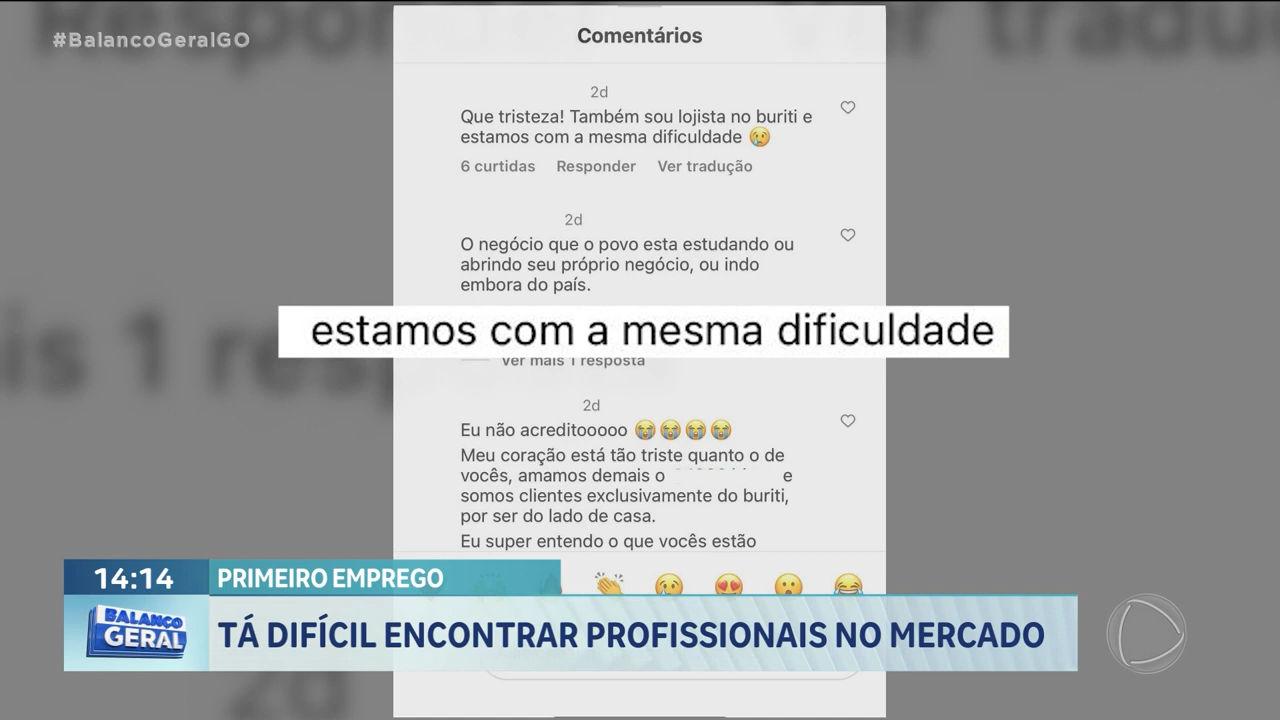 #BalancoGeralGO
Comentários
2d
Que tristeza! Também sou lojista no buriti e
estamos com a mesma dificuldade 😢
6 curtidas Responder Ver tradução
2d
O negócio que o povo esta estudando ou
abrindo seu próprio negócio, ou indo
embora do país.
estamos com a mesma dificuldade
Ver mais 1 resposta
2d
Eu não acreditooooo 😭😭😭😭
Meu coração está tão triste quanto o de
vocês, amamos demais o e
somos clientes exclusivamente do buriti,
por ser do lado de casa.
Eu super entendo o que vocês estão
14:14 PRIMEIRO EMPREGO
BALANÇO
GERAL
TÁ DIFÍCIL ENCONTRAR PROFISSIONAIS NO MERCADO